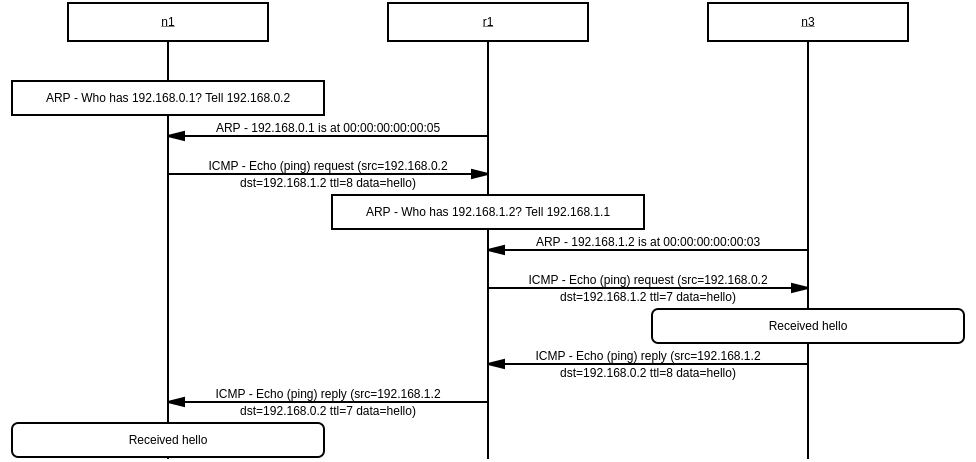 n1
r1
n3
ARP - Who has 192.168.0.1? Tell 192.168.0.2
ARP - 192.168.0.1 is at 00:00:00:00:00:05
ICMP - Echo (ping) request (src=192.168.0.2
dst=192.168.1.2 ttl=8 data=hello)
ARP - Who has 192.168.1.2? Tell 192.168.1.1
ARP - 192.168.1.2 is at 00:00:00:00:00:03
ICMP - Echo (ping) request (src=192.168.0.2
dst=192.168.1.2 ttl=7 data=hello)
Received hello
ICMP - Echo (ping) reply (src=192.168.1.2
dst=192.168.0.2 ttl=8 data=hello)
ICMP - Echo (ping) reply (src=192.168.1.2
dst=192.168.0.2 ttl=7 data=hello)
Received hello